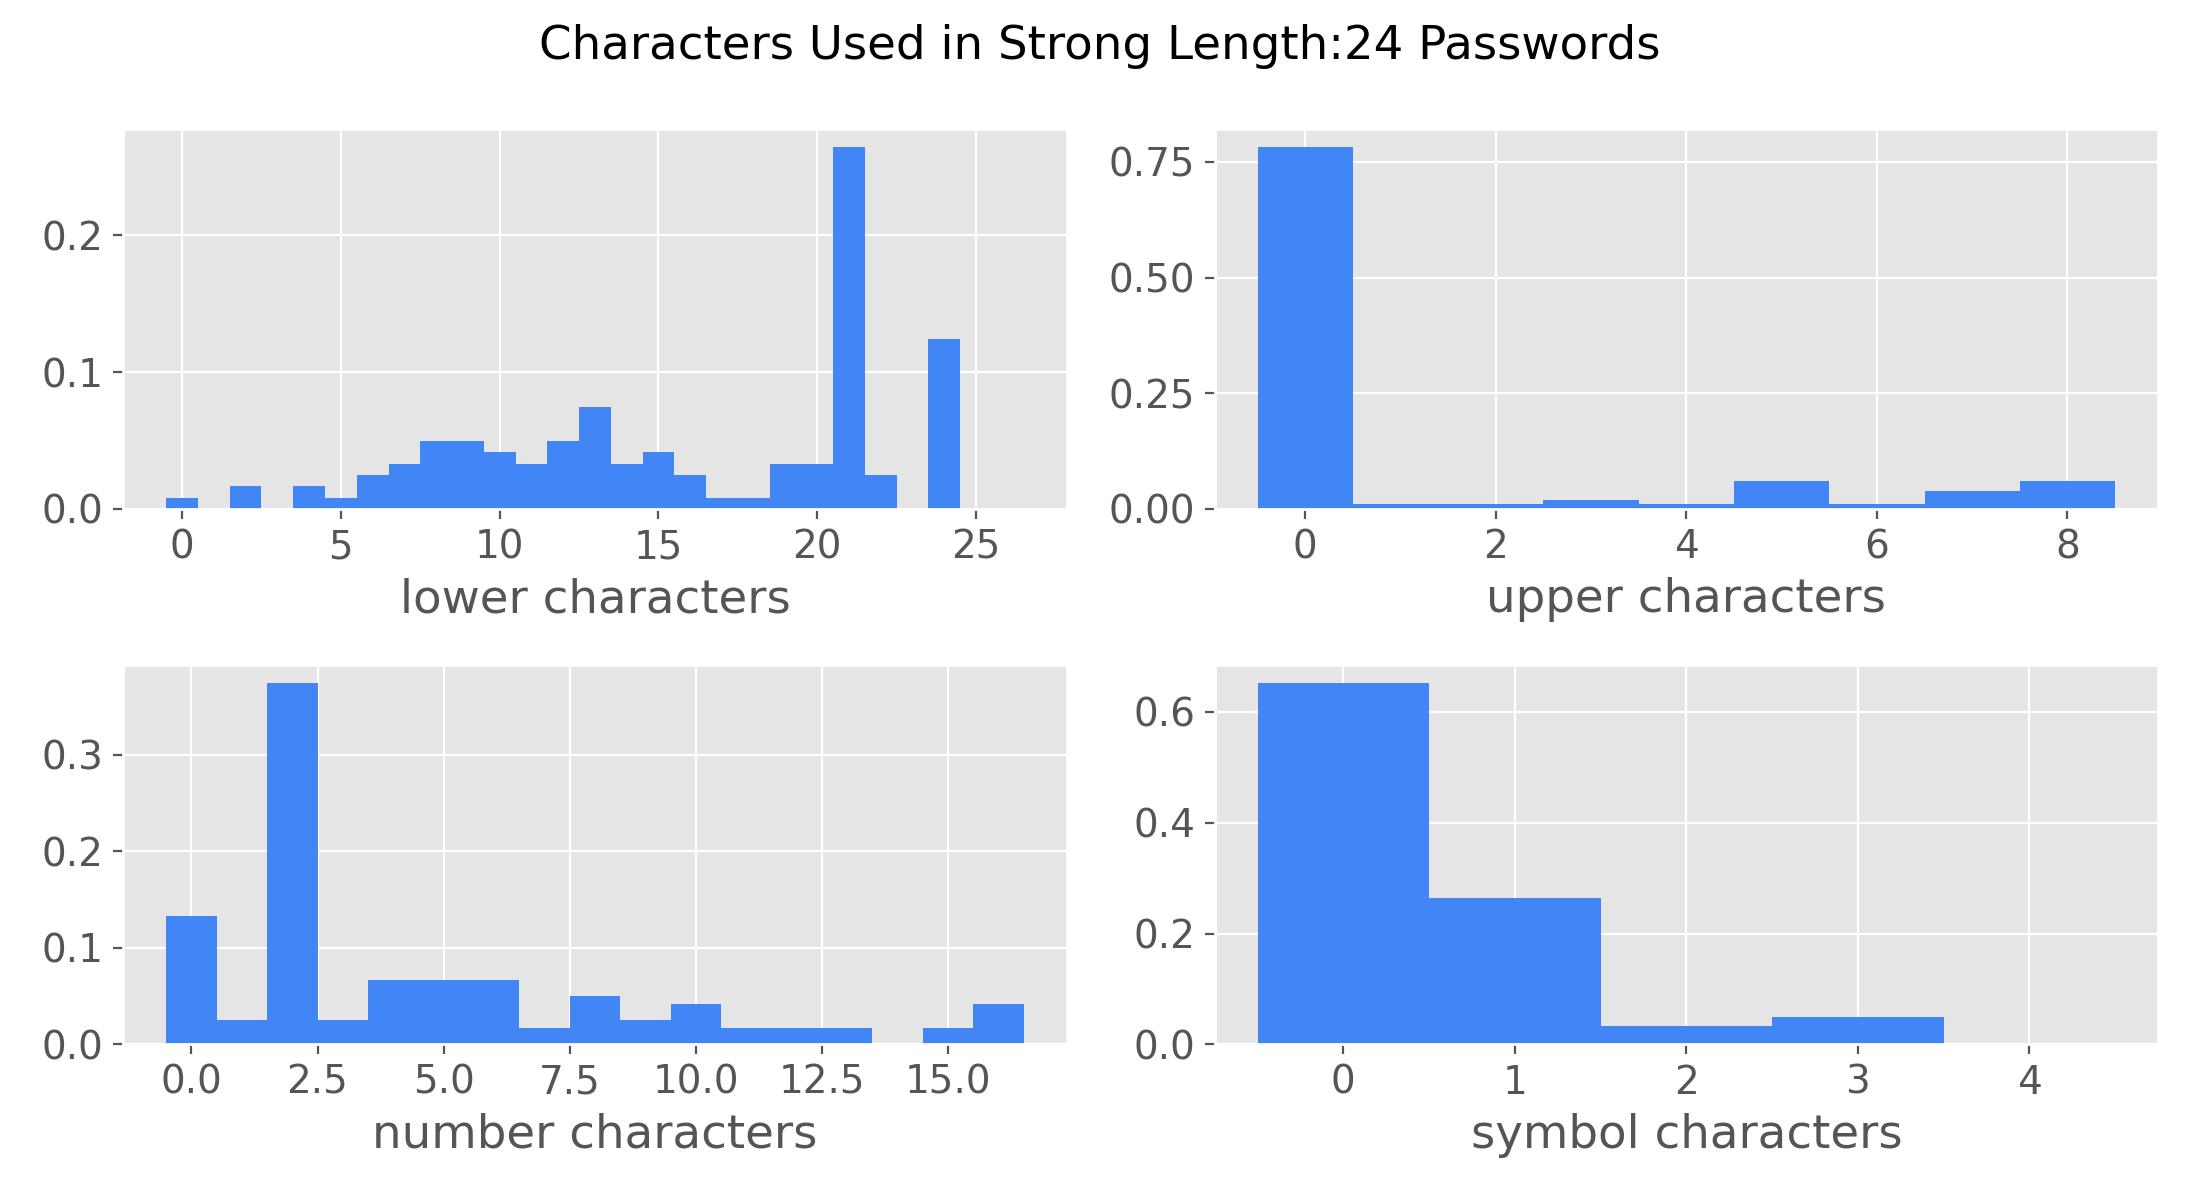 Characters Used in Strong Length:24 Passwords
0.2
0.1
0.0
0 5 10 15 20 25
lower characters
0.75
0.50
0.25
0.00
0 2 4 6 8
upper characters
0.3
0.2
0.1
0.0
0.0 2.5 5.0 7.5 10.0 12.5 15.0
number characters
0.6
0.4
0.2
0.0
0 1 2 3 4
symbol characters